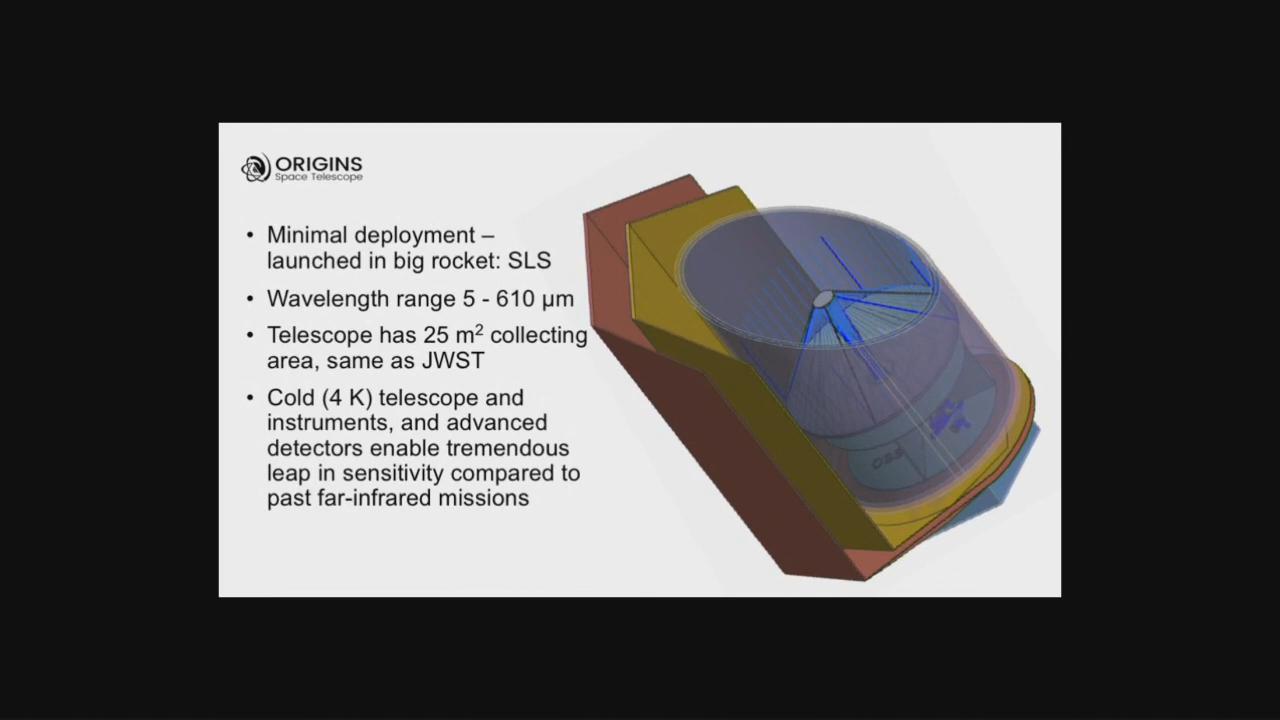 ORIGINS
Space Telescope
• Minimal deployment –
launched in big rocket: SLS
• Wavelength range 5 - 610 µm
• Telescope has 25 m² collecting
area, same as JWST
• Cold (4 K) telescope and
instruments, and advanced
detectors enable tremendous
leap in sensitivity compared to
past far-infrared missions
OSS